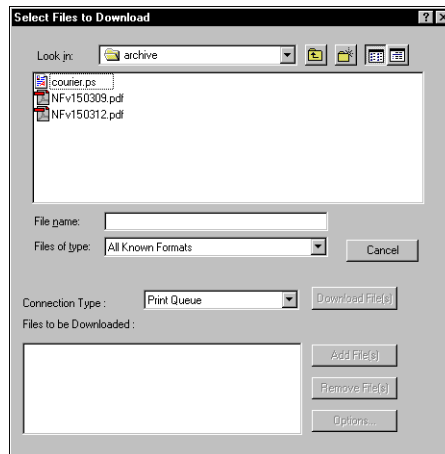 Select Files to Download
Look in: archive
courier.ps
NFv150309.pdf
NFv150312.pdf
File name:
Files of type: All Known Formats Cancel
Connection Type : Print Queue Download File(s)
Files to be Downloaded :
Add File(s)
Remove File(s)
Options...